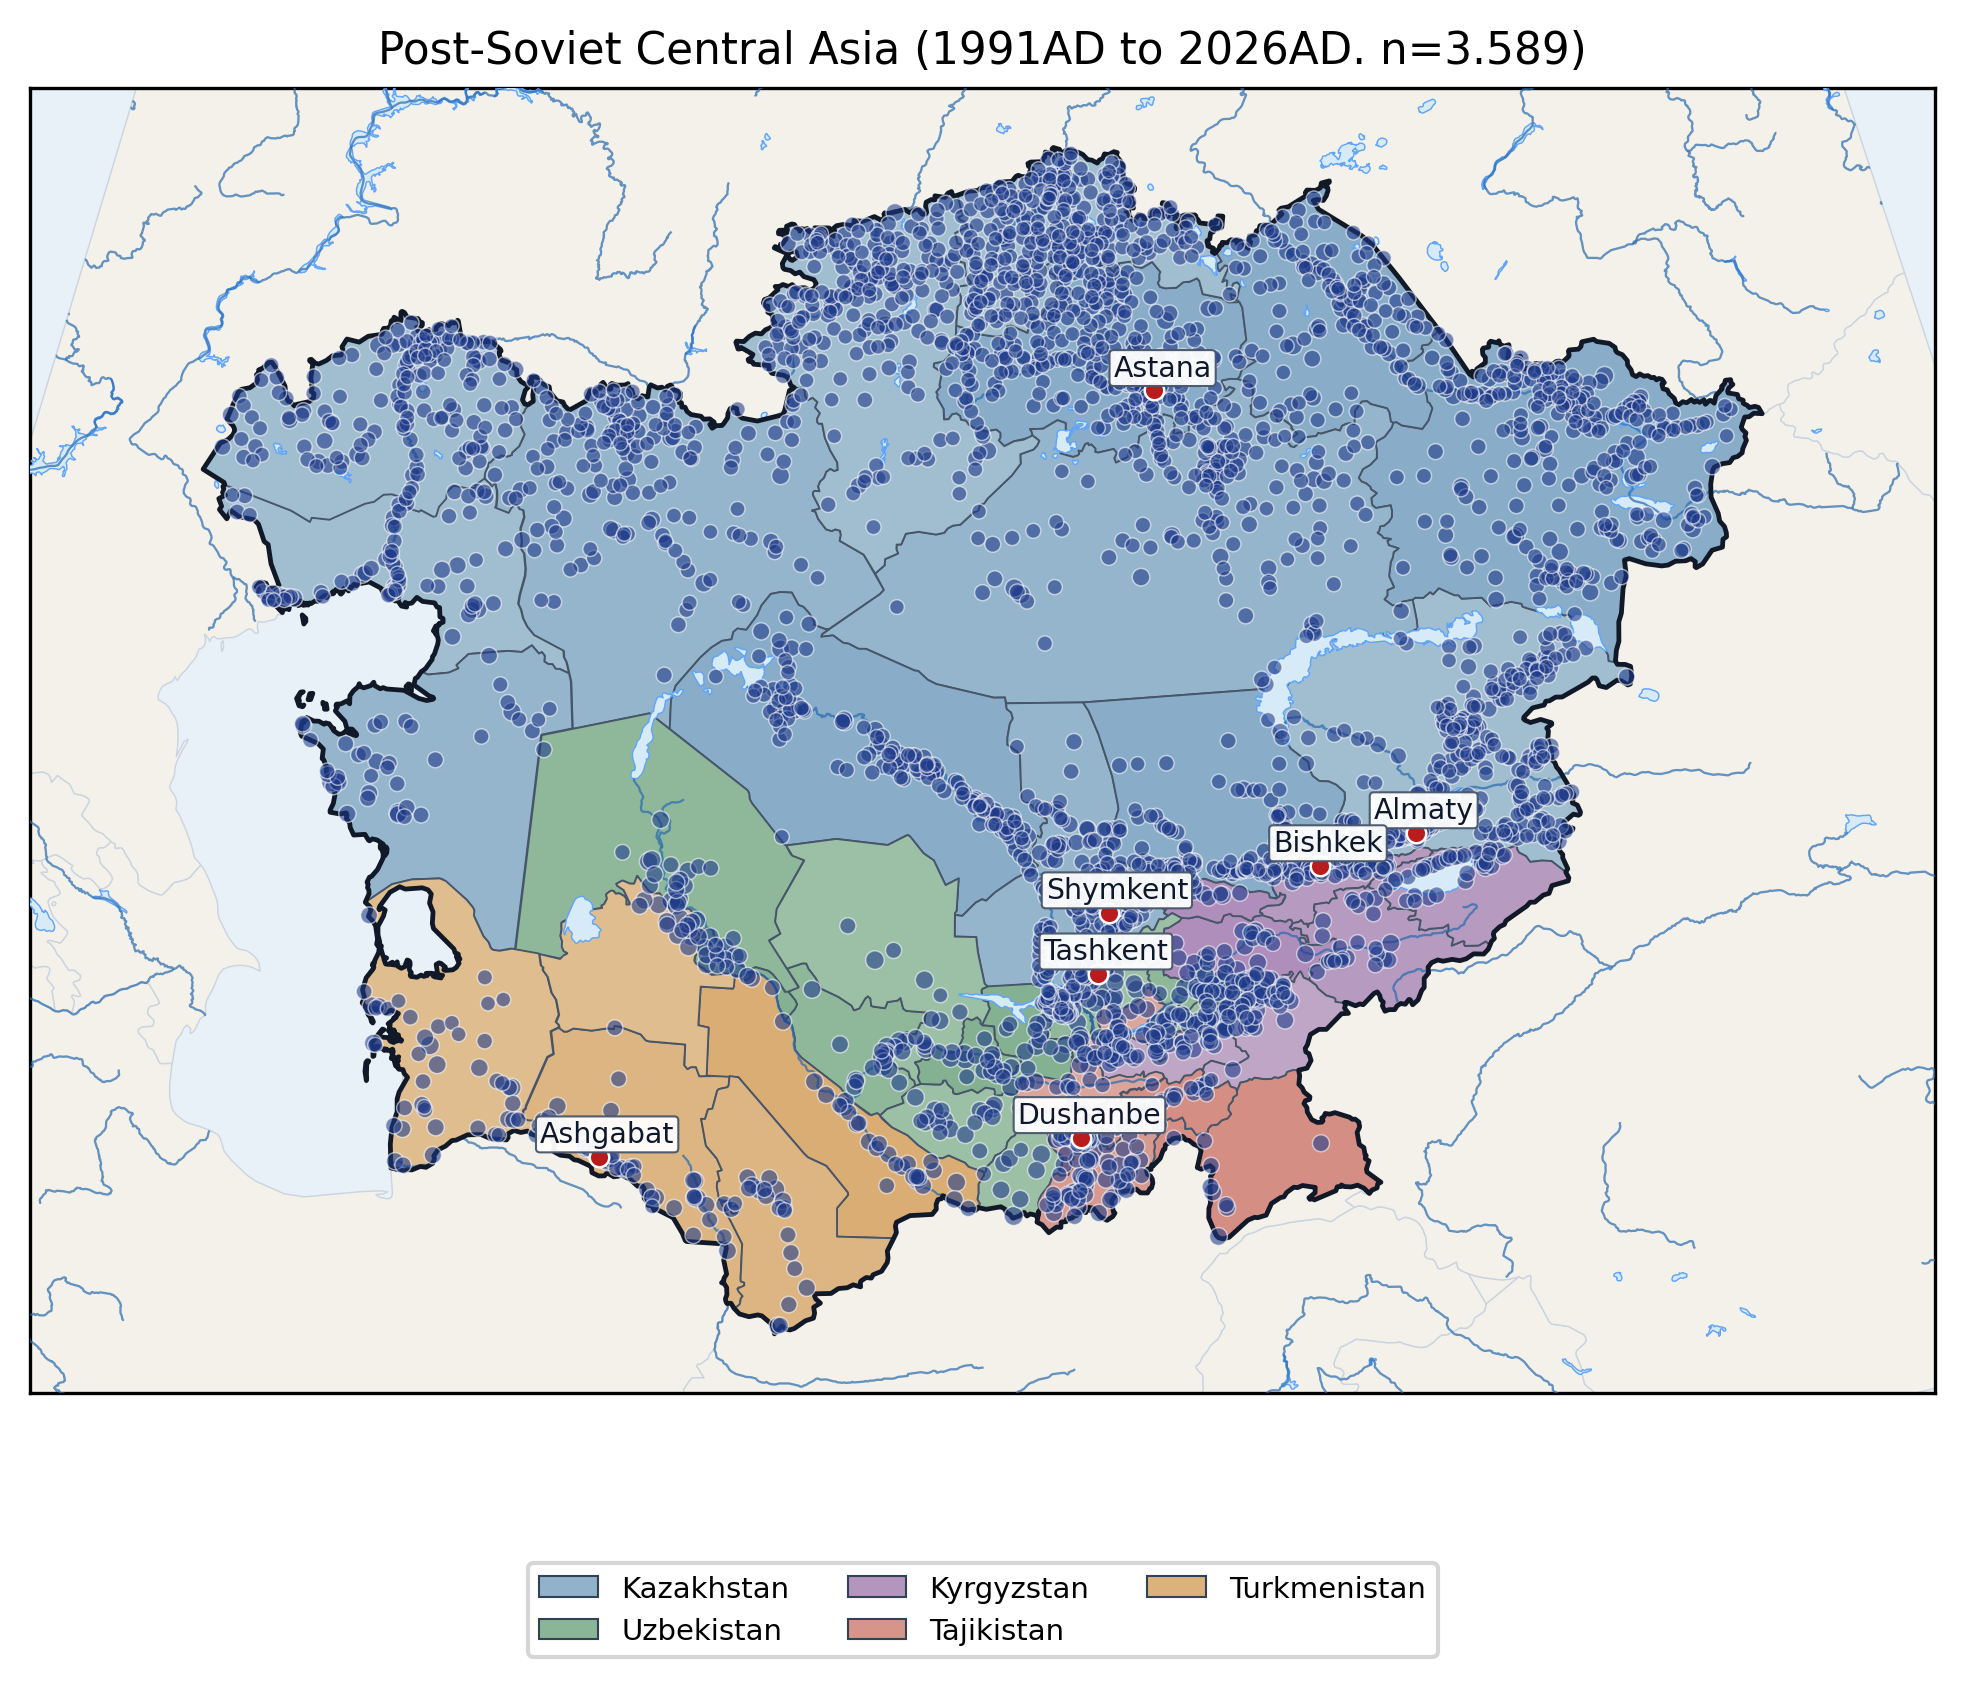 Post-Soviet Central Asia (1991AD to 2026AD. n=3.589)
Astana
Almaty
Bishkek
Shymkent
Tashkent
Dushanbe
Ashgabat
Kazakhstan
Kyrgyzstan
Turkmenistan
Uzbekistan
Tajikistan